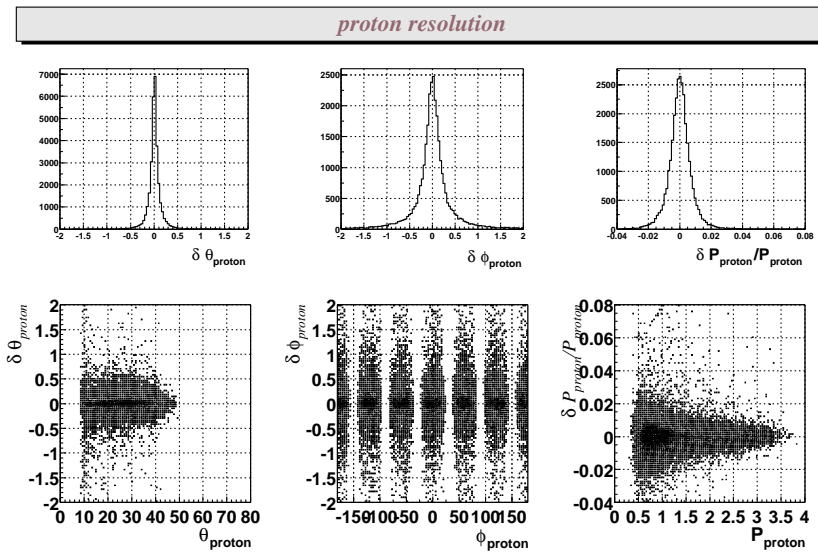 proton resolution
7000
6000
5000
4000
3000
2000
1000
0
-2 -1.5 -1 -0.5 0 0.5 1 1.5 2
δ θproton
2500
2000
1500
1000
500
0
-2 -1.5 -1 -0.5 0 0.5 1 1.5 2
δ ϕproton
2500
2000
1500
1000
500
0
-0.04 -0.02 0 0.02 0.04 0.06 0.08
δ Pproton/Pproton
δ θproton
2
1.5
1
0.5
0
-0.5
-1
-1.5
-2
0 10 20 30 40 50 60 70 80
θproton
δ ϕproton
2
1.5
1
0.5
0
-0.5
-1
-1.5
-2
-150-100-50 0 50 100 150
ϕproton
δ Pproton/Pproton
0.08
0.06
0.04
0.02
0
-0.02
-0.04
0 0.5 1 1.5 2 2.5 3 3.5 4
Pproton